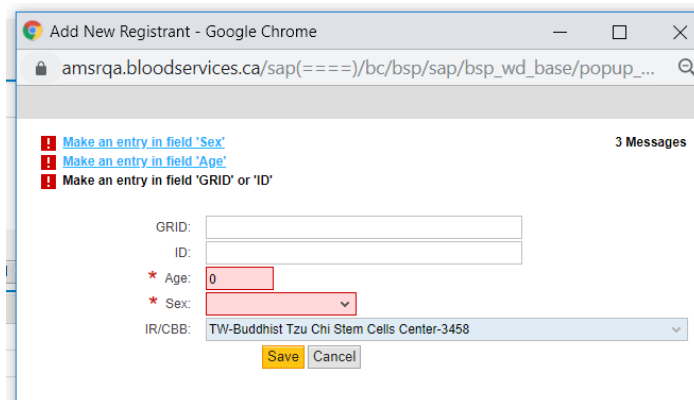 Add New Registrant - Google Chrome
amsrqa.bloodservices.ca/sap(====)/bc/bsp/sap/bsp_wd_base/popup_...
Make an entry in field 'Sex'
3 Messages
Make an entry in field 'Age'
Make an entry in field 'GRID' or 'ID'
GRID:
ID:
* Age: 0
* Sex:
IR/CBB: TW-Buddhist Tzu Chi Stem Cells Center-3458
Save Cancel